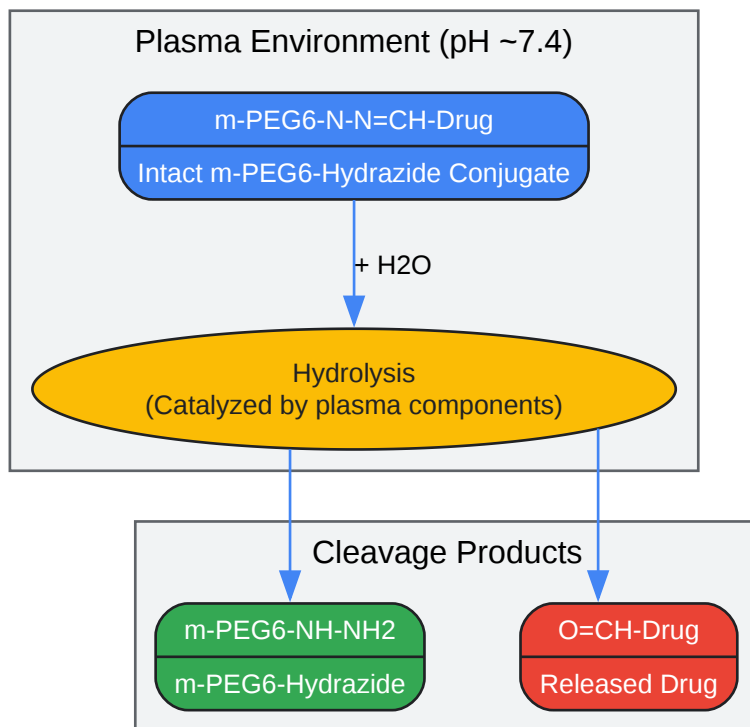 Plasma Environment (pH ~7.4)
m-PEG6-N-N=CH-Drug
Intact m-PEG6-Hydrazide Conjugate
+ H2O
Hydrolysis
(Catalyzed by plasma components)
Cleavage Products
m-PEG6-NH-NH2
m-PEG6-Hydrazide
O=CH-Drug
Released Drug